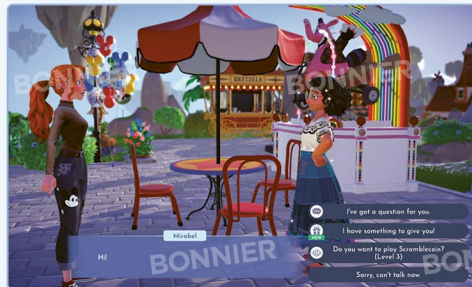 BONNIER
BONNIER
BRETZELS
I've got a question for you.
I have something to give you!
NEW
Mirabel
Do you want to play Scramblecoin?
(Level 3)
Hi!
BONNIER
Sorry, can't talk now.